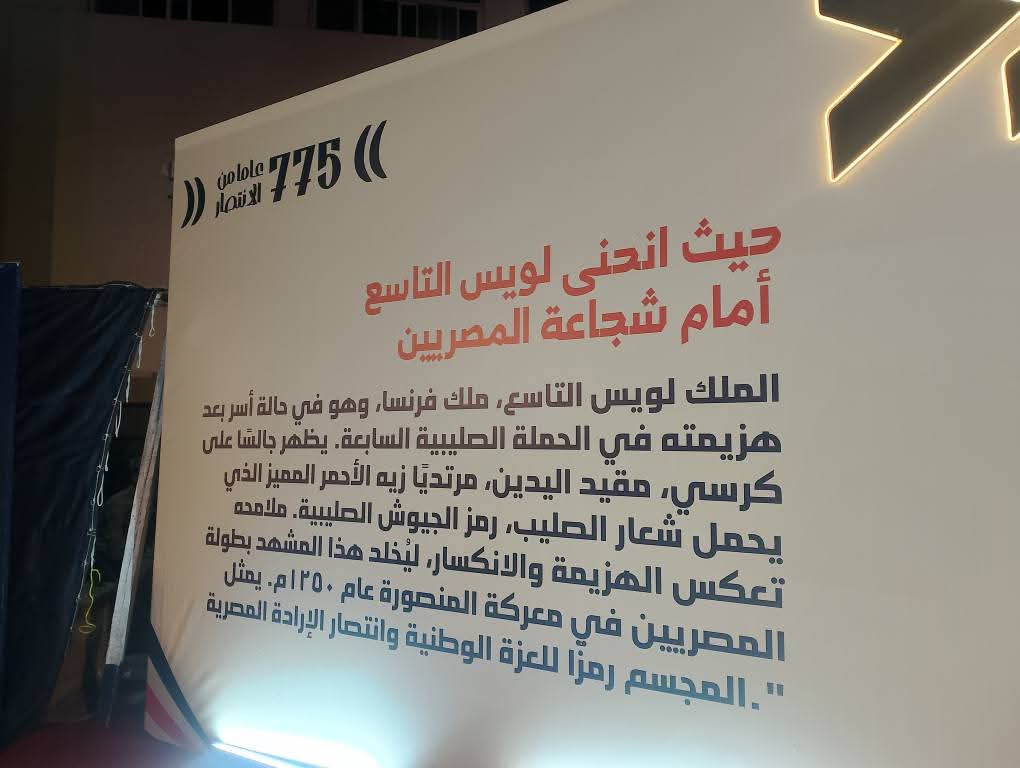 775 عاما من
الانتصار
حيث انحنى لويس التاسع
أمام شجاعة المصريين
الملك لويس التاسع، ملك فرنسا، وهو في حالة أسر بعد
هزيمته في الحملة الصليبية السابعة. يظهر جالسًا على
كرسي، مقيد اليدين، مرتديًا زيه الأحمر المميز الذي
يحمل شعار الصليب، رمز الجيوش الصليبية. ملامحه
تعكس الهزيمة والانكسار، ليُخلد هذا المشهد بطولة
المصريين في معركة المنصورة عام ١٢٥٠م. يمثل
المجسم رمزًا للعزة الوطنية وانتصار الإرادة المصرية."